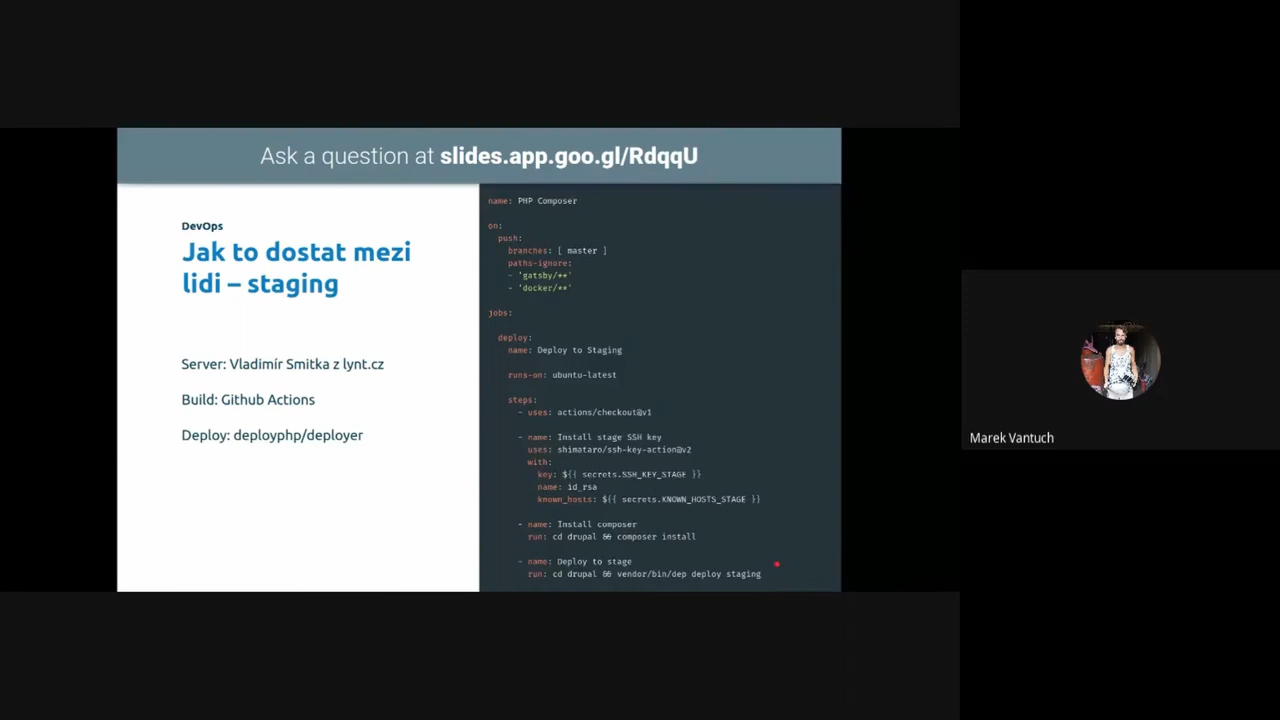 Ask a question at slides.app.goo.gl/RdqqU
DevOps
Jak to dostat mezi
lidi – staging
Server: Vladimír Smitka z lynt.cz
Build: Github Actions
Deploy: deployphp/deployer
name: PHP Composer
on:
push:
branches: [ master ]
paths-ignore:
- 'gatsby/**'
- 'docker/**'
jobs:
deploy:
name: Deploy to Staging
runs-on: ubuntu-latest
steps:
- uses: actions/checkout@v1
- name: Install stage SSH key
uses: shimataro/ssh-key-action@v2
with:
key: ${{ secrets.SSH_KEY_STAGE }}
name: id_rsa
known_hosts: ${{ secrets.KNOWN_HOSTS_STAGE }}
- name: Install composer
run: cd drupal && composer install
- name: Deploy to stage
run: cd drupal && vendor/bin/dep deploy staging
Marek Vantuch